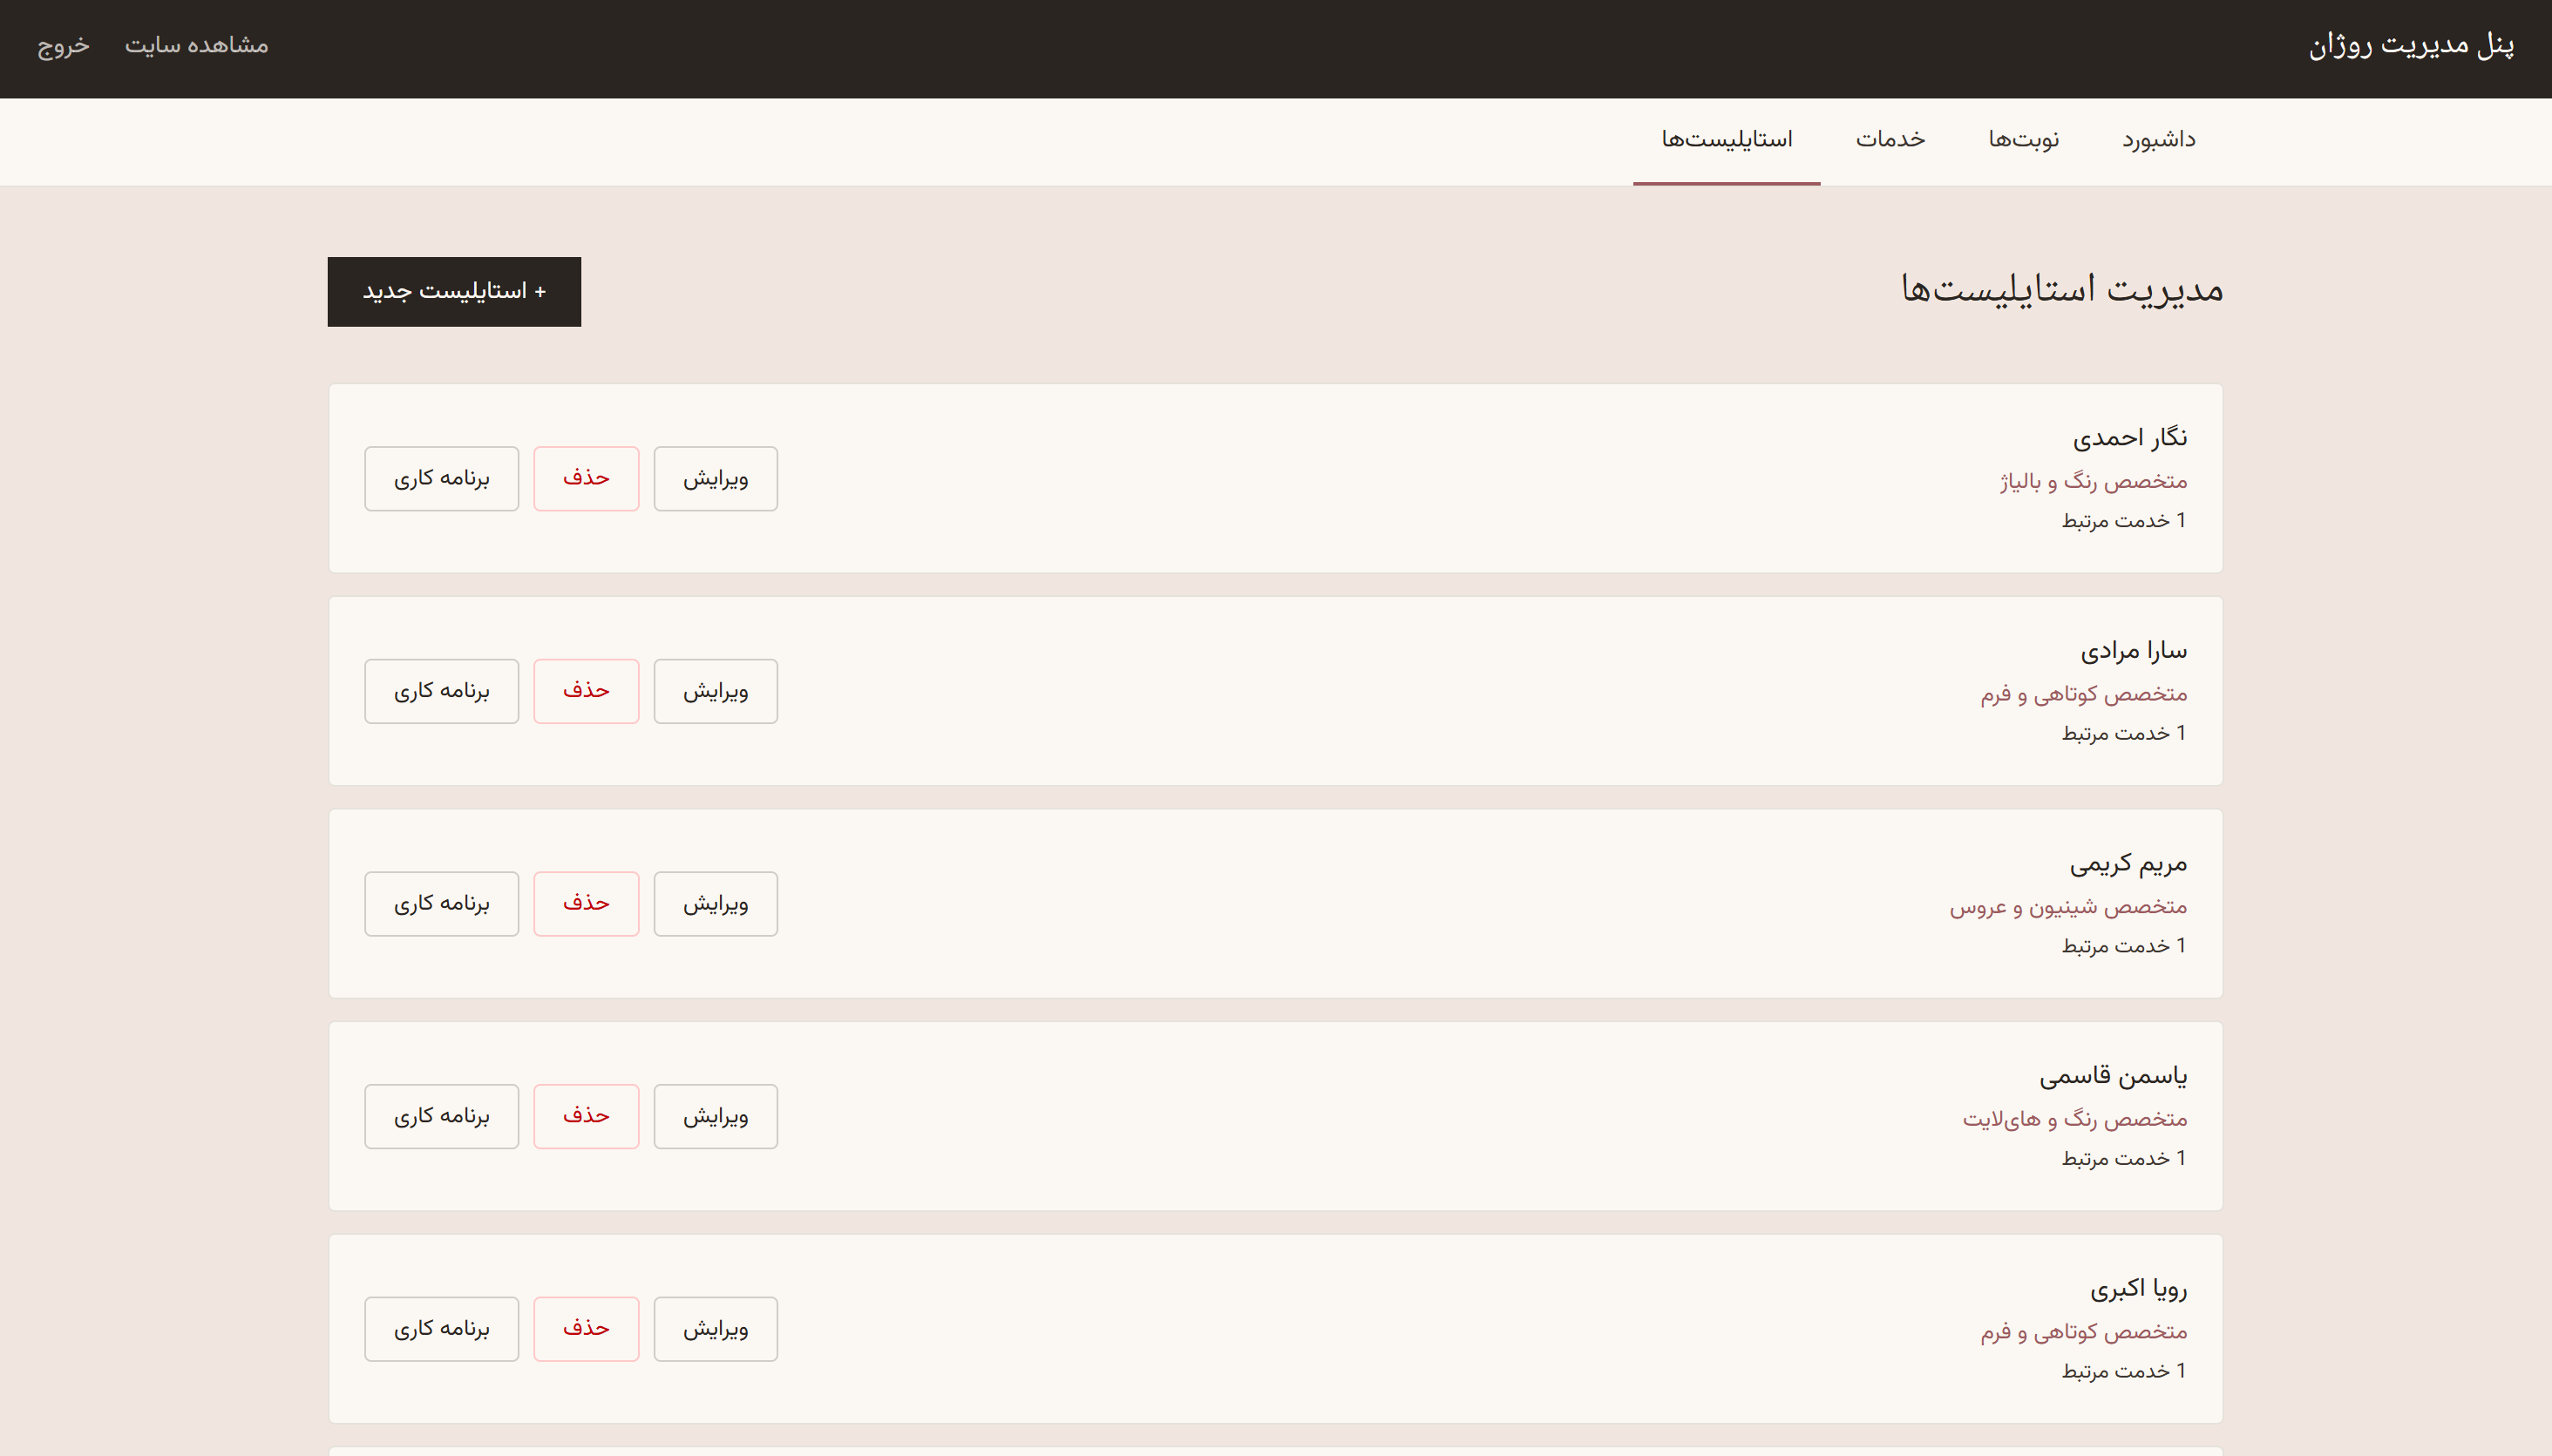 پنل مدیریت روژان
مشاهده سایت
خروج
داشبورد
نوبت‌ها
خدمات
استایلیست‌ها
مدیریت استایلیست‌ها
+ استایلیست جدید
نگار احمدی
متخصص رنگ و بالیاژ
1 خدمت مرتبط
ویرایش
حذف
برنامه کاری
سارا مرادی
متخصص کوتاهی و فرم
1 خدمت مرتبط
ویرایش
حذف
برنامه کاری
مریم کریمی
متخصص شینیون و عروس
1 خدمت مرتبط
ویرایش
حذف
برنامه کاری
یاسمن قاسمی
متخصص رنگ و های‌لایت
1 خدمت مرتبط
ویرایش
حذف
برنامه کاری
رویا اکبری
متخصص کوتاهی و فرم
1 خدمت مرتبط
ویرایش
حذف
برنامه کاری